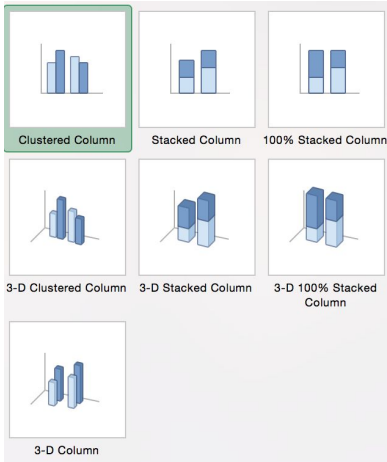 Clustered Column
Stacked Column
100% Stacked Column
3-D Clustered Column
3-D Stacked Column
3-D 100% Stacked
Column
3-D Column